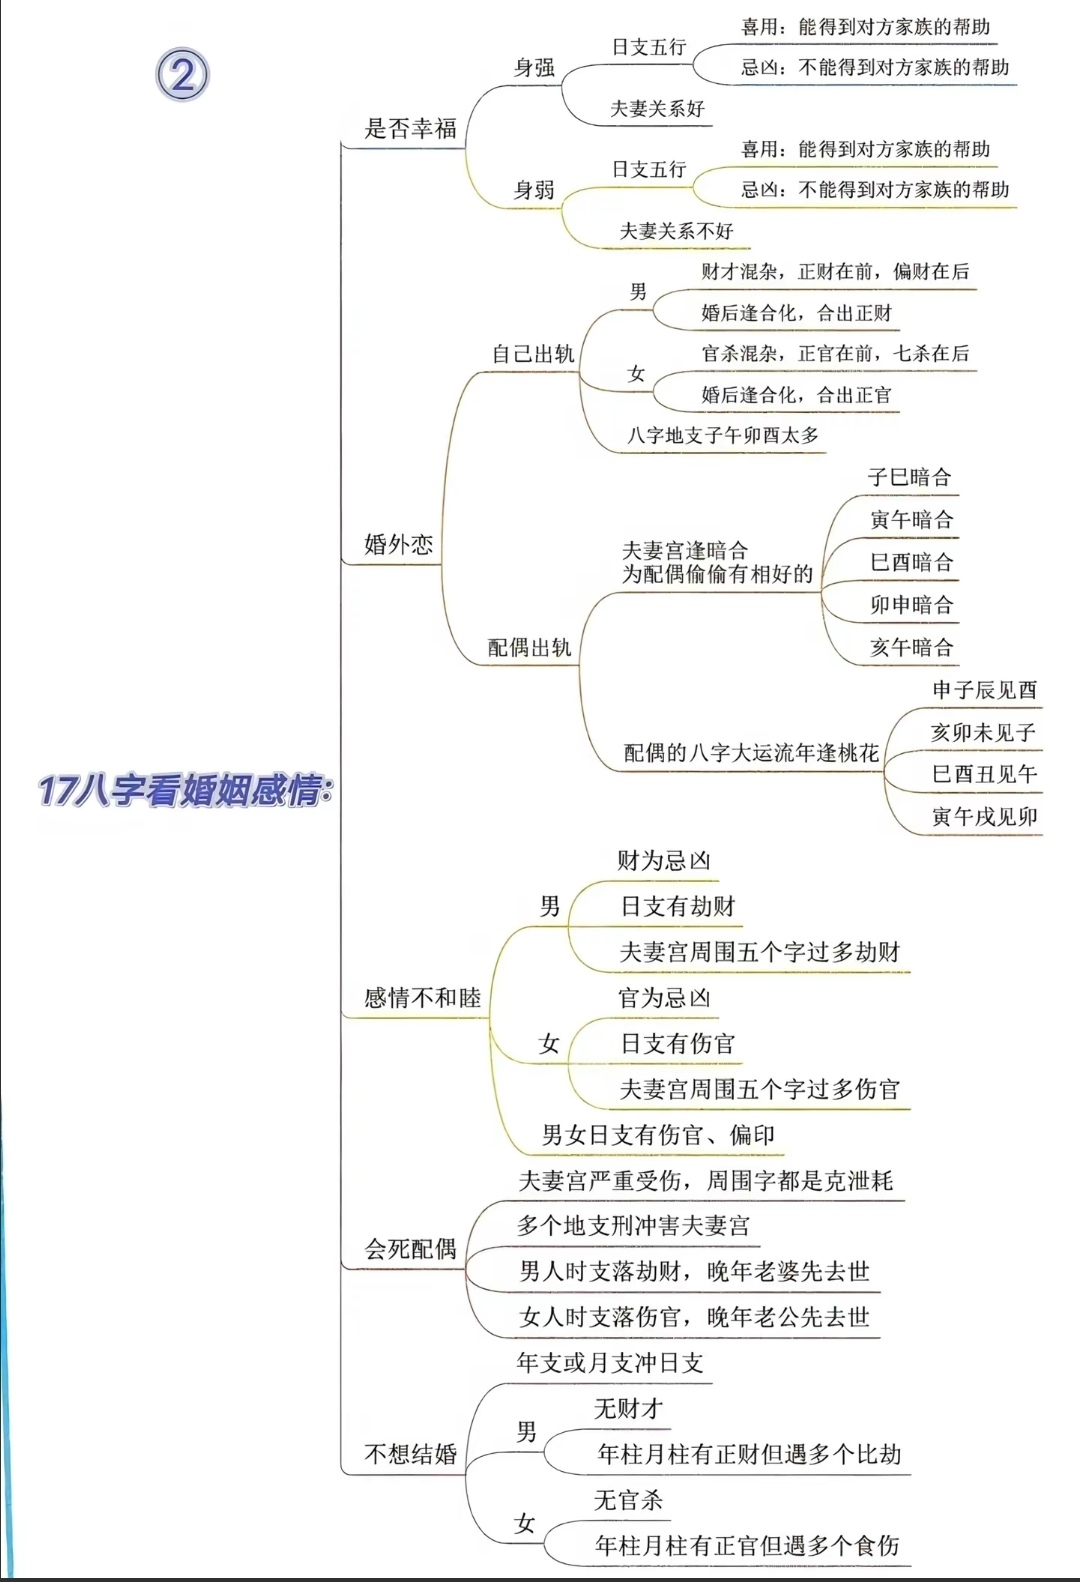 ②
17八字看婚姻感情:
是否幸福
身强
日支五行
喜用：能得到对方家族的帮助
忌凶：不能得到对方家族的帮助
夫妻关系好
身弱
日支五行
喜用：能得到对方家族的帮助
忌凶：不能得到对方家族的帮助
夫妻关系不好
婚外恋
自己出轨
男
财才混杂，正财在前，偏财在后
婚后逢合化，合出正财
女
官杀混杂，正官在前，七杀在后
婚后逢合化，合出正官
八字地支子午卯酉太多
配偶出轨
夫妻宫逢暗合
为配偶偷偷有相好的
子巳暗合
寅午暗合
巳酉暗合
卯申暗合
亥午暗合
配偶的八字大运流年逢桃花
申子辰见酉
亥卯未见子
巳酉丑见午
寅午戌见卯
感情不和睦
男
财为忌凶
日支有劫财
夫妻宫周围五个字过多劫财
女
官为忌凶
日支有伤官
夫妻宫周围五个字过多伤官
男女日支有伤官、偏印
会死配偶
夫妻宫严重受伤，周围字都是克泄耗
多个地支刑冲害夫妻宫
男人时支落劫财，晚年老婆先去世
女人时支落伤官，晚年老公先去世
不想结婚
年支或月支冲日支
男
无财才
年柱月柱有正财但遇多个比劫
女
无官杀
年柱月柱有正官但遇多个食伤